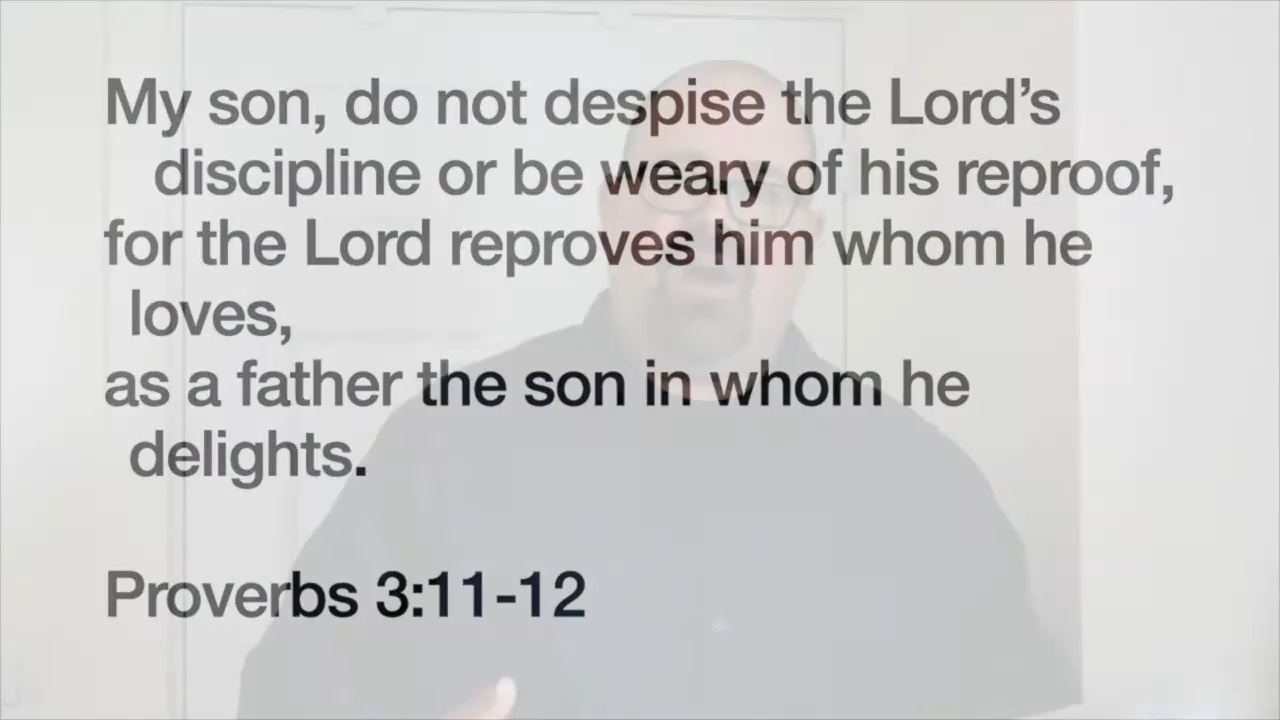 My son, do not despise the Lord’s
discipline or be weary of his reproof,
for the Lord reproves him whom he
loves,
as a father the son in whom he
delights.
Proverbs 3:11-12